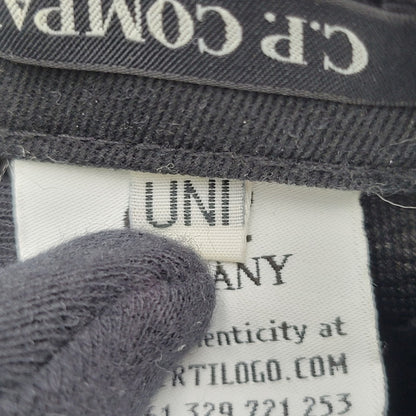 C.P. COMPA
UNI
ANY
enticity at
RTILOGO.COM
61 329 721 253